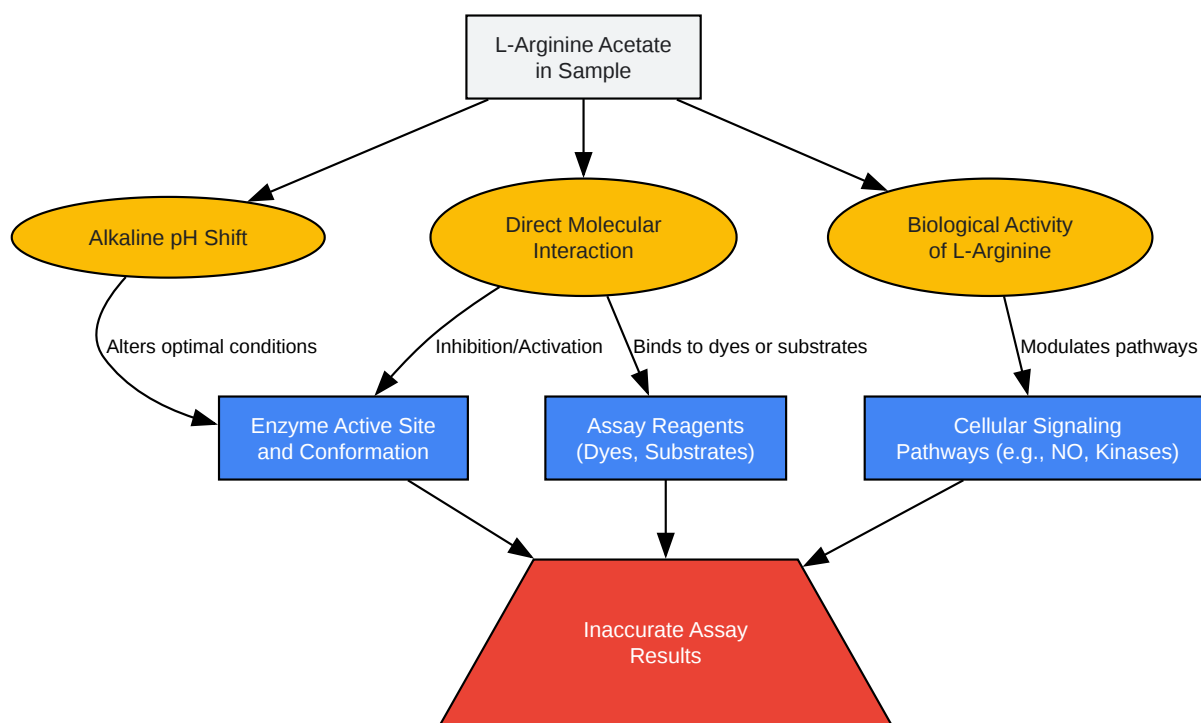 L-Arginine Acetate
in Sample
Alkaline pH Shift
Direct Molecular
Interaction
Biological Activity
of L-Arginine
Alters optimal conditions
Inhibition/Activation
Binds to dyes or substrates
Modulates pathways
Enzyme Active Site
and Conformation
Assay Reagents
(Dyes, Substrates)
Cellular Signaling
Pathways (e.g., NO, Kinases)
Inaccurate Assay
Results